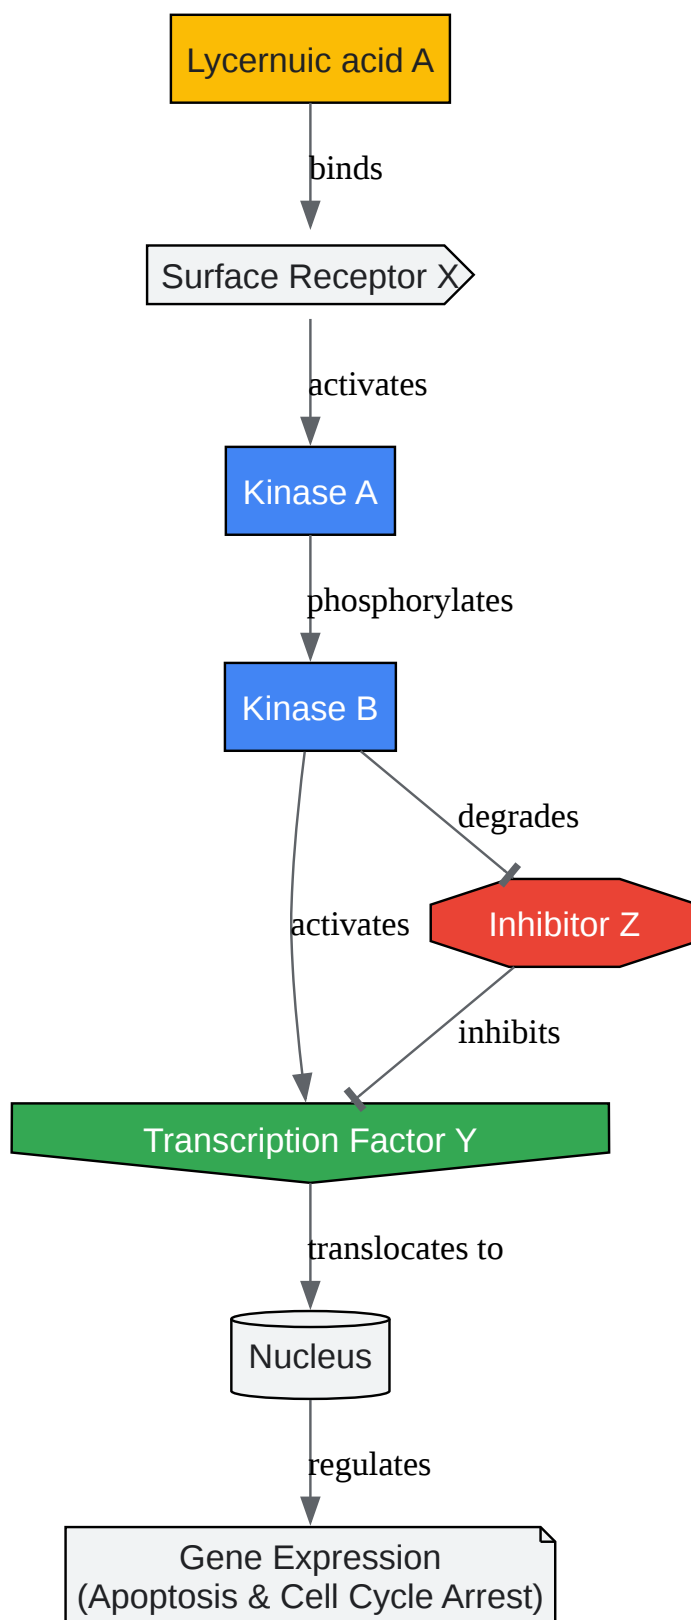 Lycernuic acid A
binds
Surface Receptor X
activates
Kinase A
phosphorylates
Kinase B
degrades
activates
Inhibitor Z
inhibits
Transcription Factor Y
translocates to
Nucleus
regulates
Gene Expression
(Apoptosis & Cell Cycle Arrest)